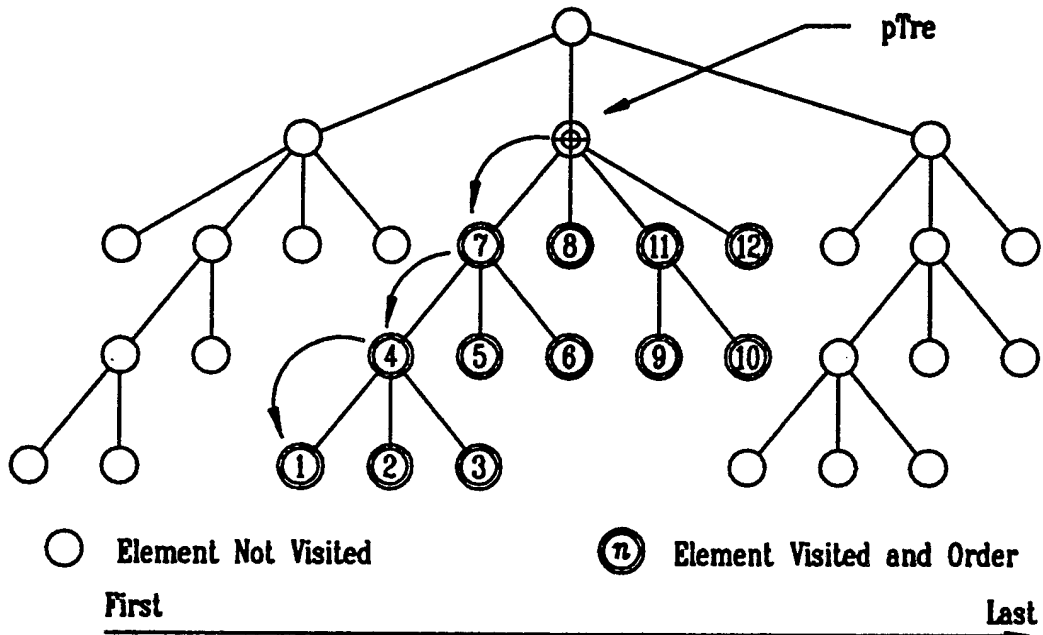 pTre
7 8 11 12
4 5 6 9 10
1 2 3
Element Not Visited
n Element Visited and Order
First Last